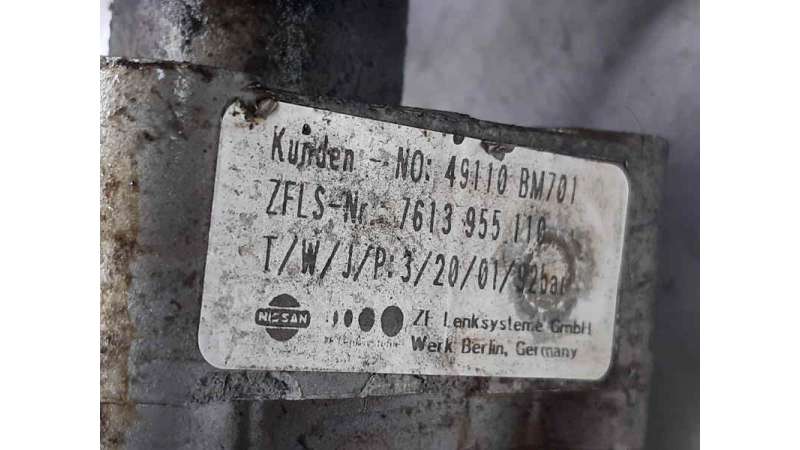 Kunden - NO: 49110 BM701
ZFLS-Nr.: 7613 955 110
T/W/J/P: 3/20/01/92bar
NISSAN
ZF Lenksysteme GmbH
Werk Berlin, Germany